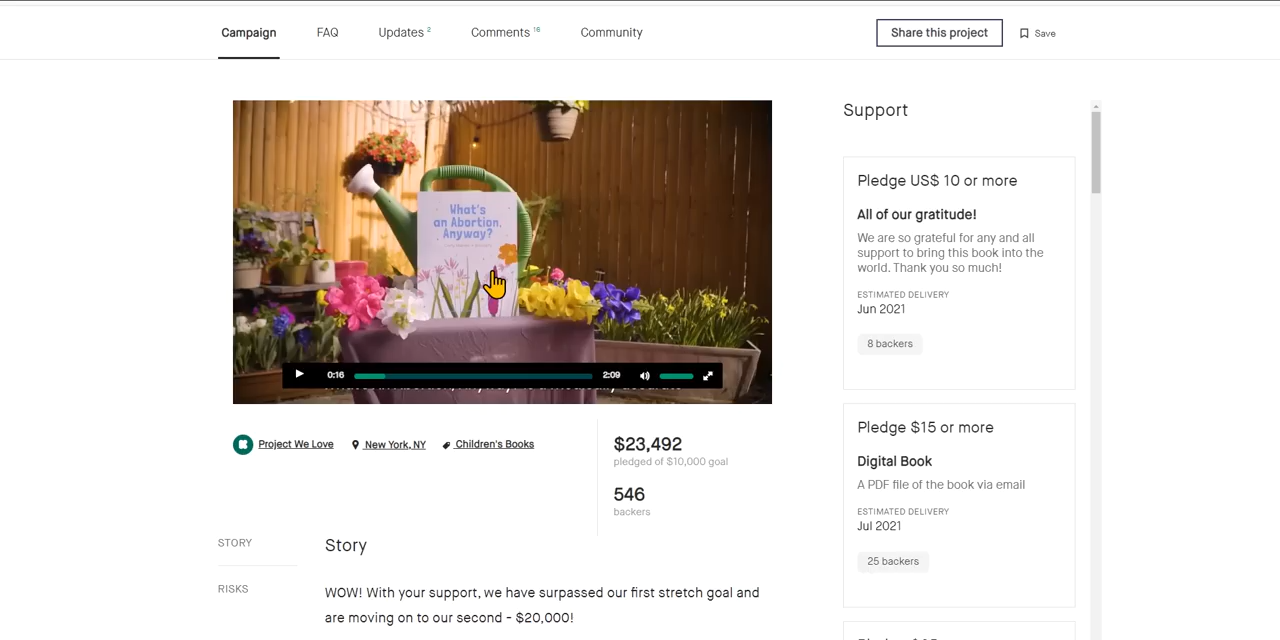 Campaign
FAQ
Updates 2
Comments 16
Community
Share this project
Save
What's
an Abortion,
Anyway?
0:16
2:09
Project We Love
New York, NY
Children's Books
$23,492
pledged of $10,000 goal
546
backers
STORY
RISKS
Story
WOW! With your support, we have surpassed our first stretch goal and
are moving on to our second - $20,000!
Support
Pledge US$ 10 or more
All of our gratitude!
We are so grateful for any and all
support to bring this book into the
world. Thank you so much!
ESTIMATED DELIVERY
Jun 2021
8 backers
Pledge $15 or more
Digital Book
A PDF file of the book via email
ESTIMATED DELIVERY
Jul 2021
25 backers